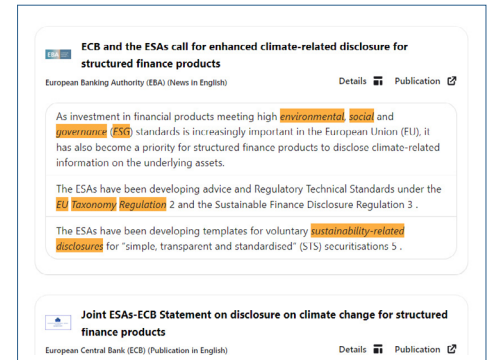 EBA
ECB and the ESAs call for enhanced climate-related disclosure for
structured finance products
European Banking Authority (EBA) (News in English)
Details
Publication
As investment in financial products meeting high environmental, social and
governance (ESG) standards is increasingly important in the European Union (EU), it
has also become a priority for structured finance products to disclose climate-related
information on the underlying assets.
The ESAs have been developing advice and Regulatory Technical Standards under the
EU Taxonomy Regulation 2 and the Sustainable Finance Disclosure Regulation 3 .
The ESAs have been developing templates for voluntary sustainability-related
disclosures for “simple, transparent and standardised” (STS) securitisations 5 .
Joint ESAs-ECB Statement on disclosure on climate change for structured
finance products
European Central Bank (ECB) (Publication in English)
Details
Publication